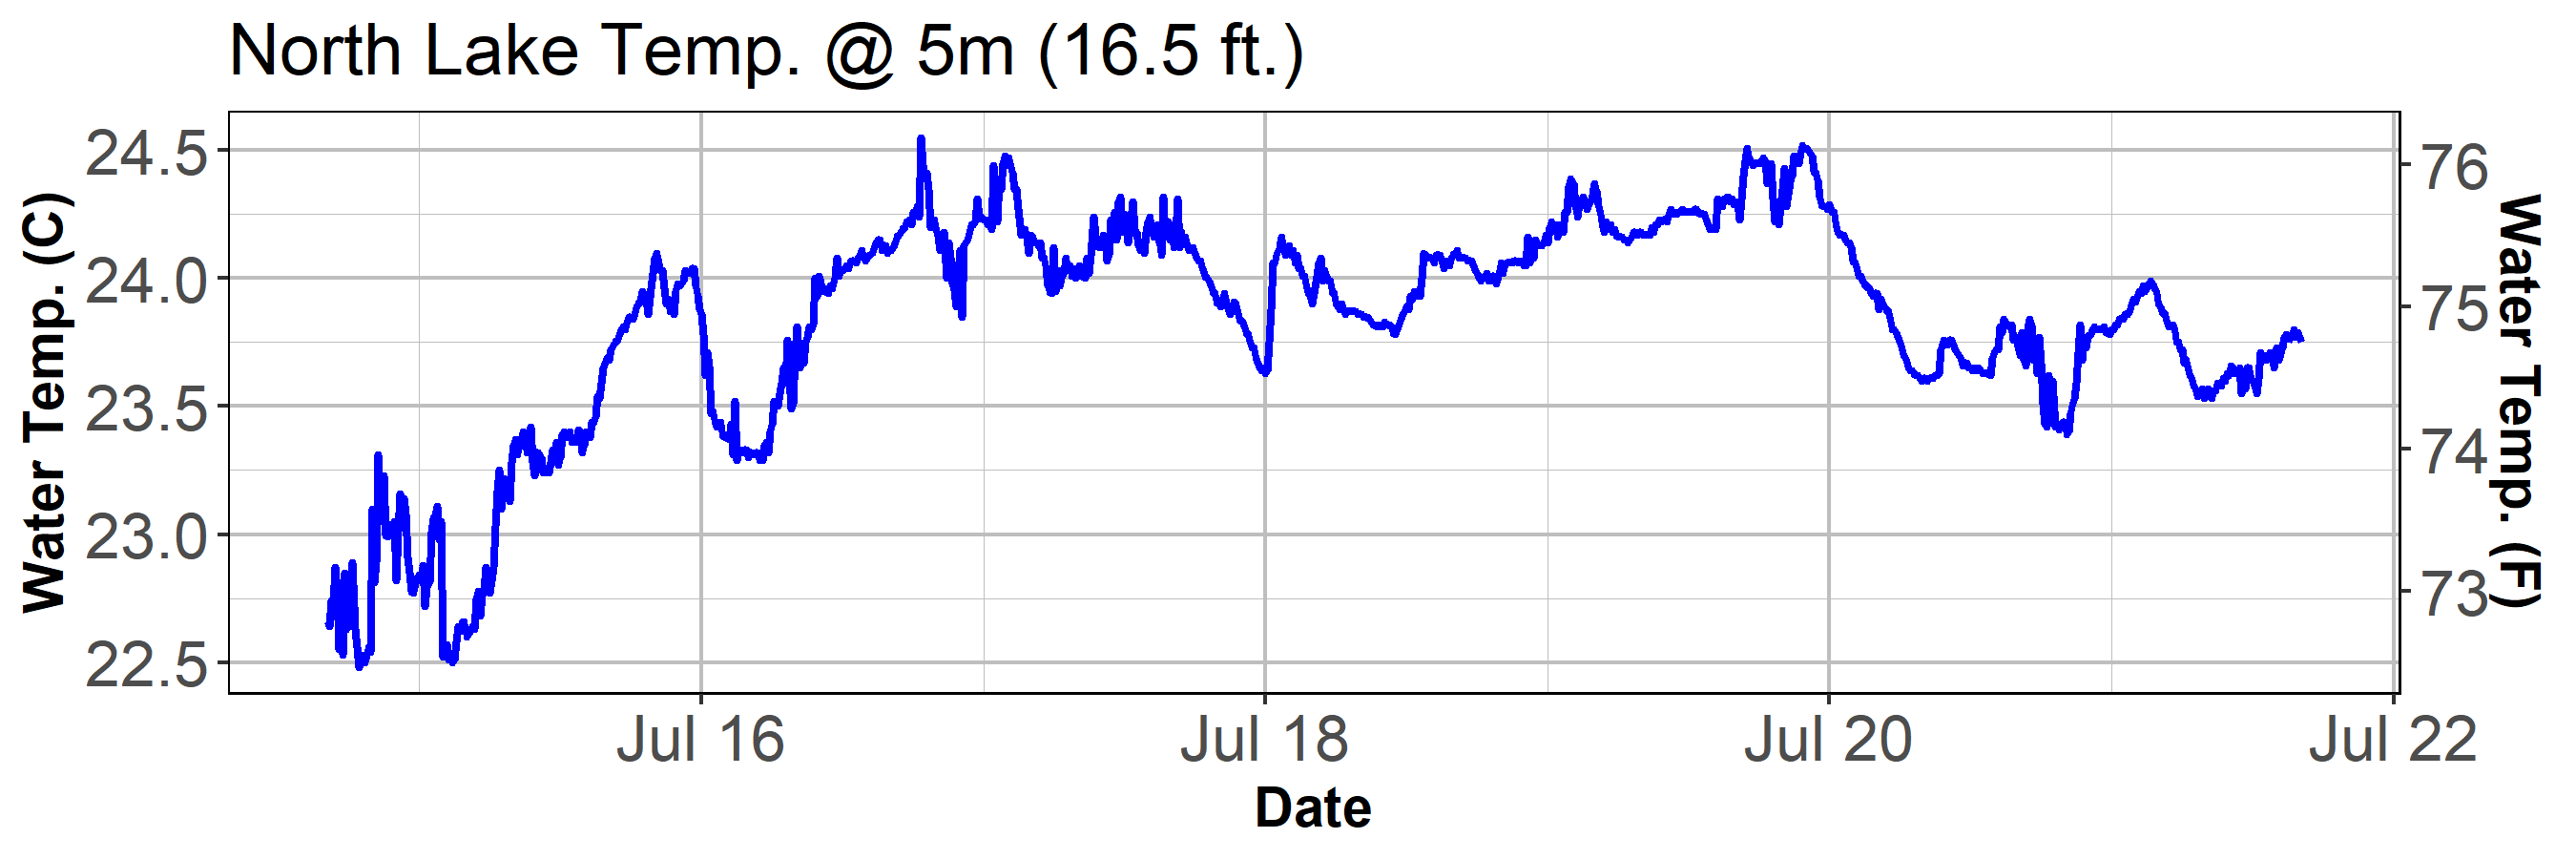 North Lake Temp. @ 5m (16.5 ft.)
Water Temp. (C)
24.5
24.0
23.5
23.0
22.5
76
75
74
73
Water Temp. (F)
Jul 16
Jul 18
Jul 20
Jul 22
Date